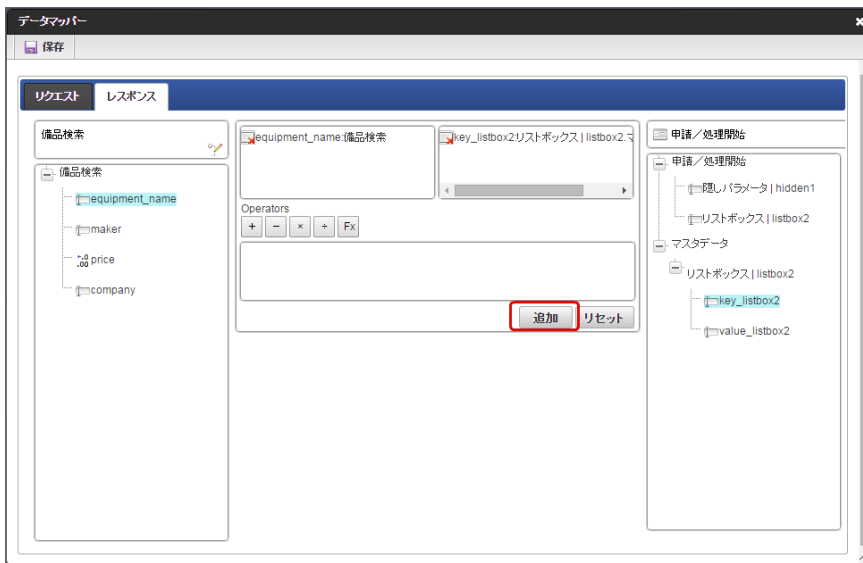 データマッパー
保存
リクエスト
レスポンス
備品検索
備品検索
equipment_name
maker
price
company
equipment_name:備品検索
key_listbox2:リストボックス | listbox2.マ
Operators
+ - × ÷ Fx
追加
リセット
申請／処理開始
申請／処理開始
隠しパラメータ | hidden1
リストボックス | listbox2
マスタデータ
リストボックス | listbox2
key_listbox2
value_listbox2